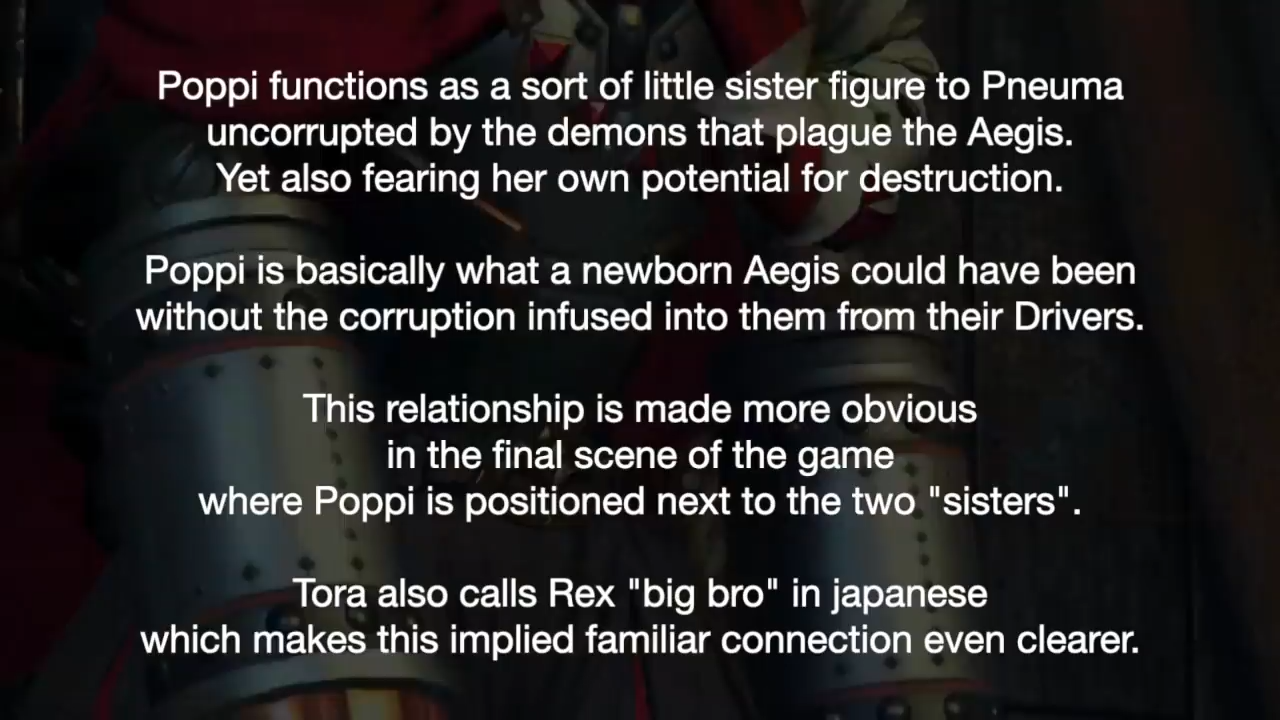 Poppi functions as a sort of little sister figure to Pneuma
uncorrupted by the demons that plague the Aegis.
Yet also fearing her own potential for destruction.
Poppi is basically what a newborn Aegis could have been
without the corruption infused into them from their Drivers.
This relationship is made more obvious
in the final scene of the game
where Poppi is positioned next to the two "sisters".
Tora also calls Rex "big bro" in japanese
which makes this implied familiar connection even clearer.